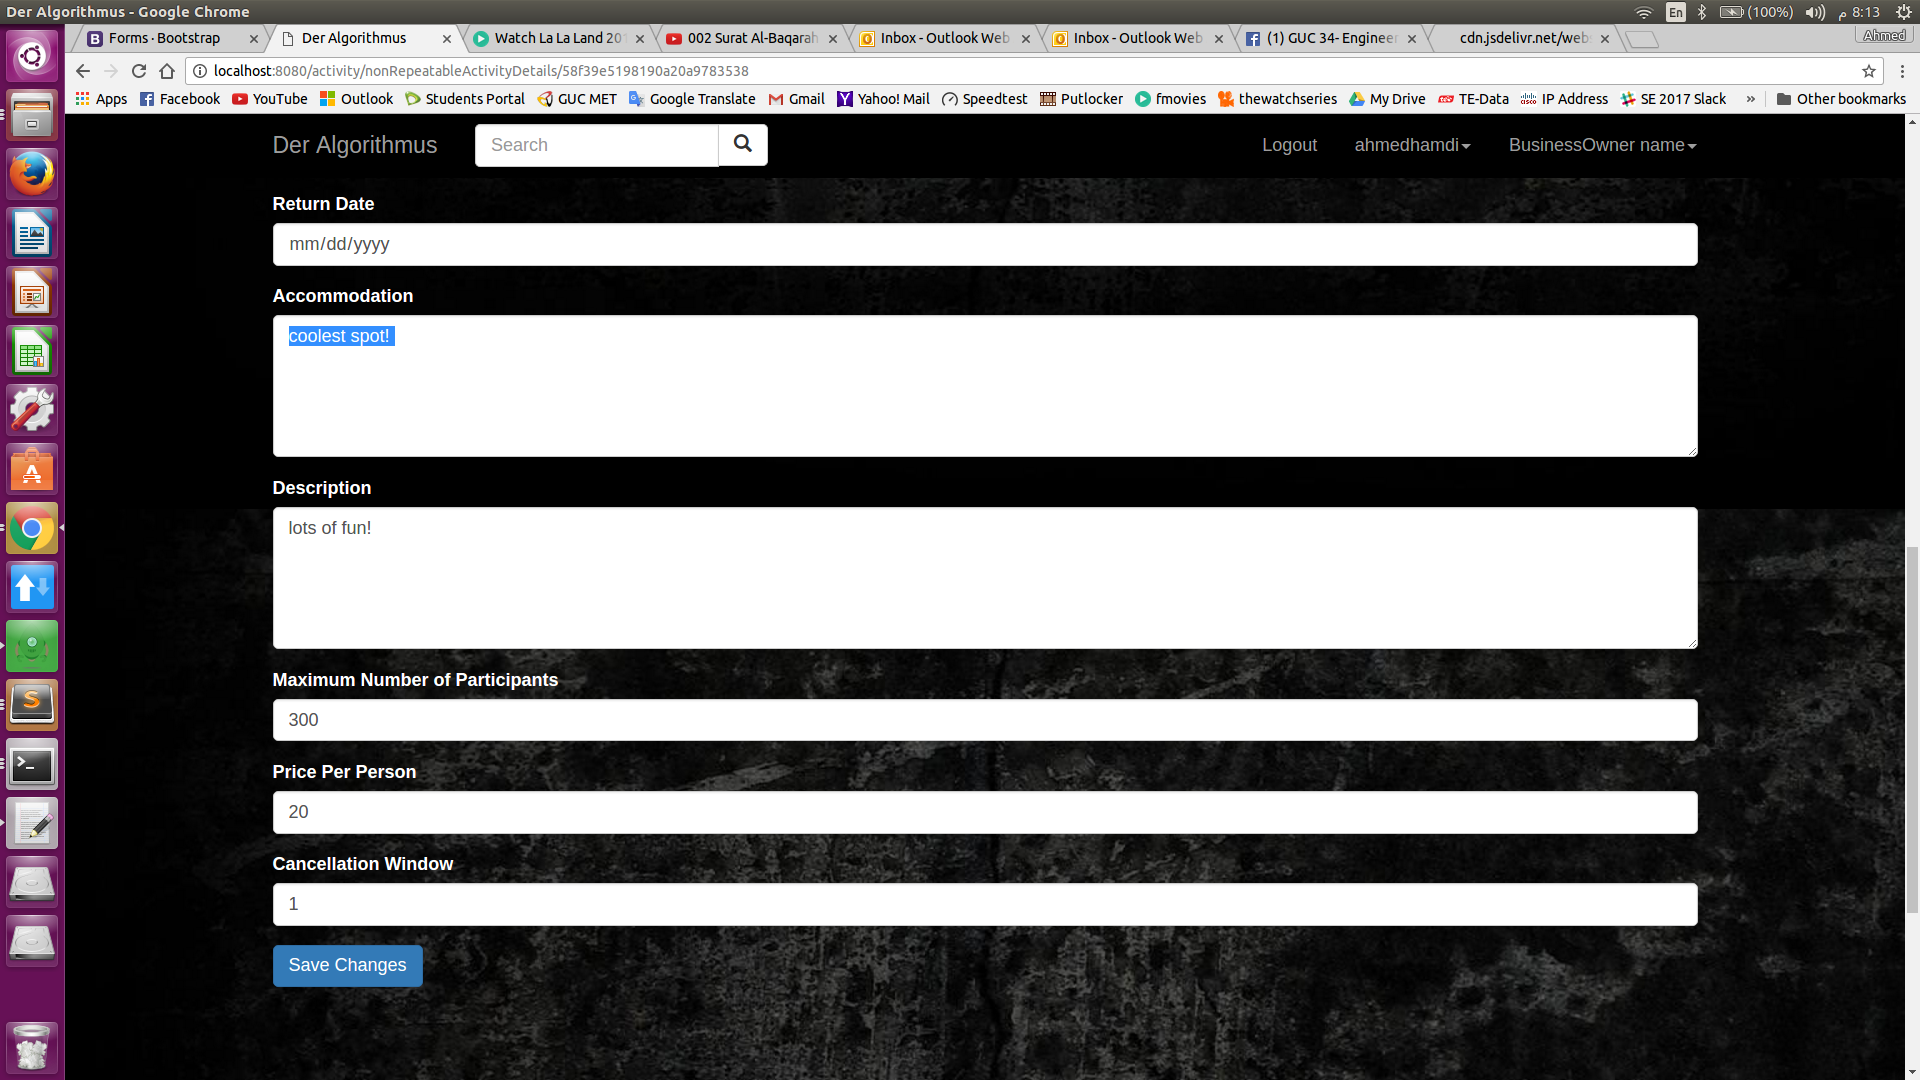 Der Algorithmus - Google Chrome
En (100%) 8:13 م
Forms · Bootstrap
Der Algorithmus
Watch La La Land 201
002 Surat Al-Baqarah
Inbox - Outlook Web
Inbox - Outlook Web
(1) GUC 34- Engineer
cdn.jsdelivr.net/webs
Ahmed
localhost:8080/activity/nonRepeatableActivityDetails/58f39e5198190a20a9783538
Apps Facebook YouTube Outlook Students Portal GUC MET Google Translate Gmail Yahoo! Mail Speedtest Putlocker fmovies thewatchseries My Drive TE-Data IP Address SE 2017 Slack » Other bookmarks
Der Algorithmus Search Logout ahmedhamdi BusinessOwner name
Return Date
mm/dd/yyyy
Accommodation
coolest spot!
Description
lots of fun!
Maximum Number of Participants
300
Price Per Person
20
Cancellation Window
1
Save Changes